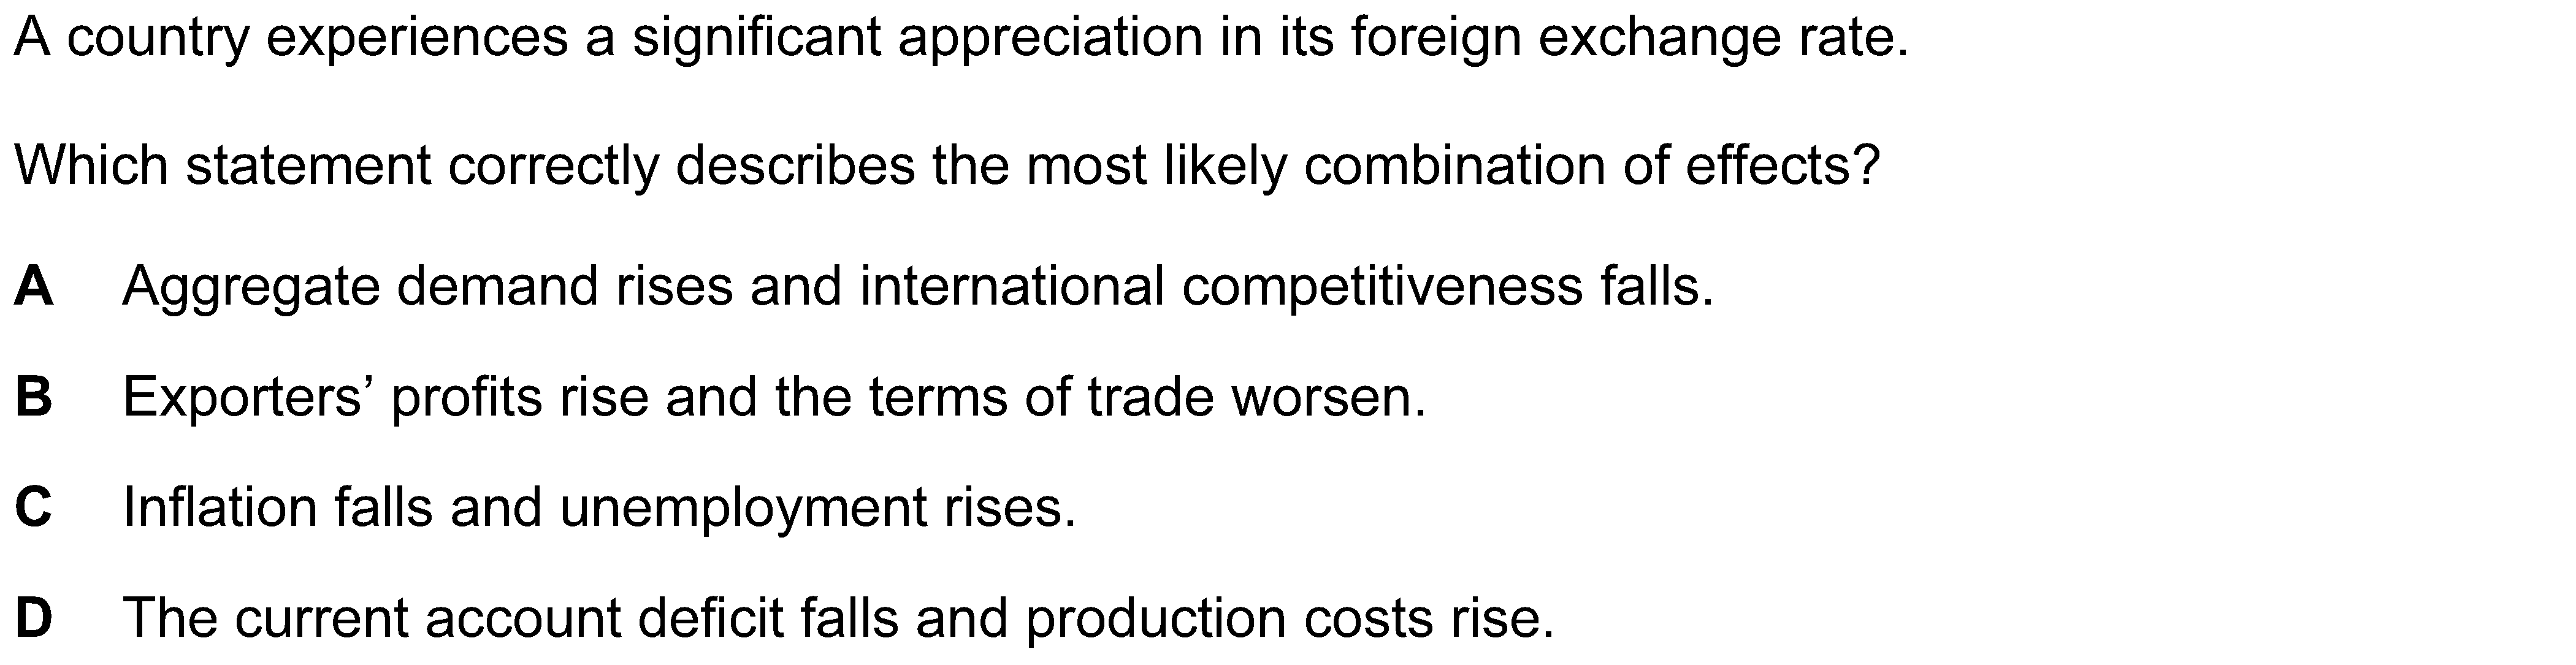 A country experiences a significant appreciation in its foreign exchange rate.
Which statement correctly describes the most likely combination of effects?
A Aggregate demand rises and international competitiveness falls.
B Exporters’ profits rise and the terms of trade worsen.
C Inflation falls and unemployment rises.
D The current account deficit falls and production costs rise.